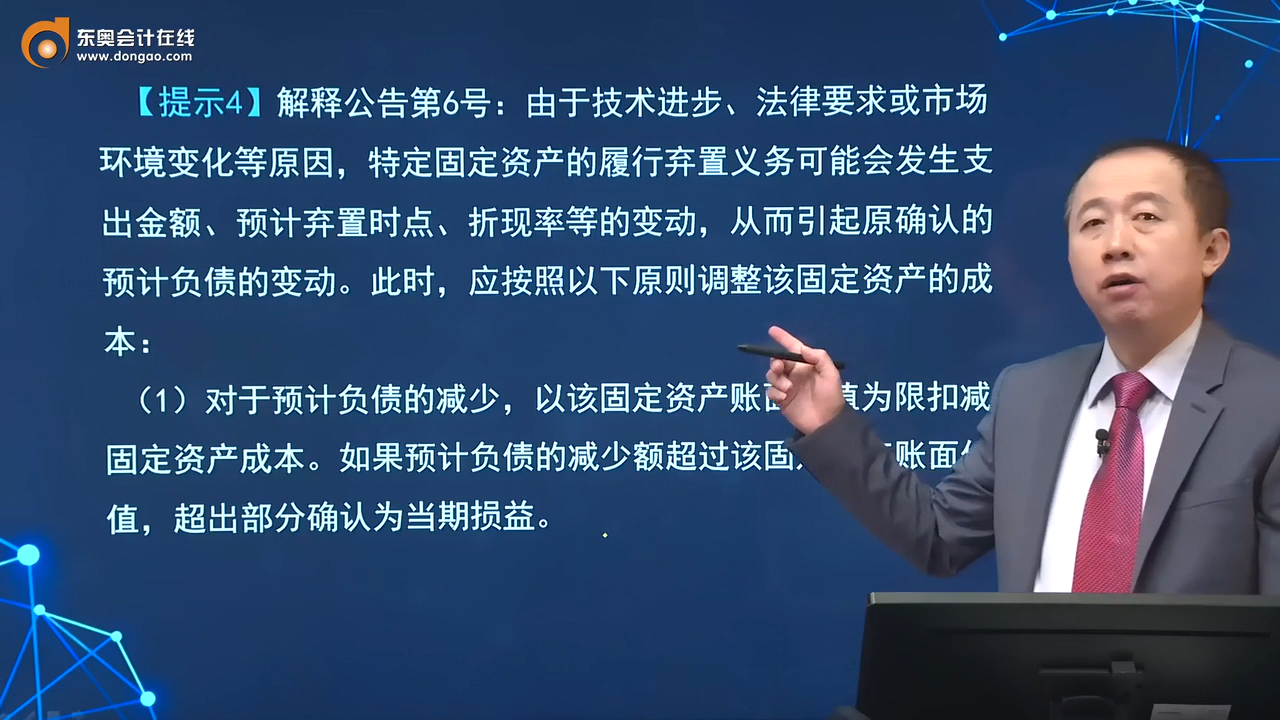 东奥会计在线
www.dongao.com
【提示4】解释公告第6号：由于技术进步、法律要求或市场
环境变化等原因，特定固定资产的履行弃置义务可能会发生支
出金额、预计弃置时点、折现率等的变动，从而引起原确认的
预计负债的变动。此时，应按照以下原则调整该固定资产的成
本：
（1）对于预计负债的减少，以该固定资产账面 值为限扣减
固定资产成本。如果预计负债的减少额超过该固 账面价
值，超出部分确认为当期损益。